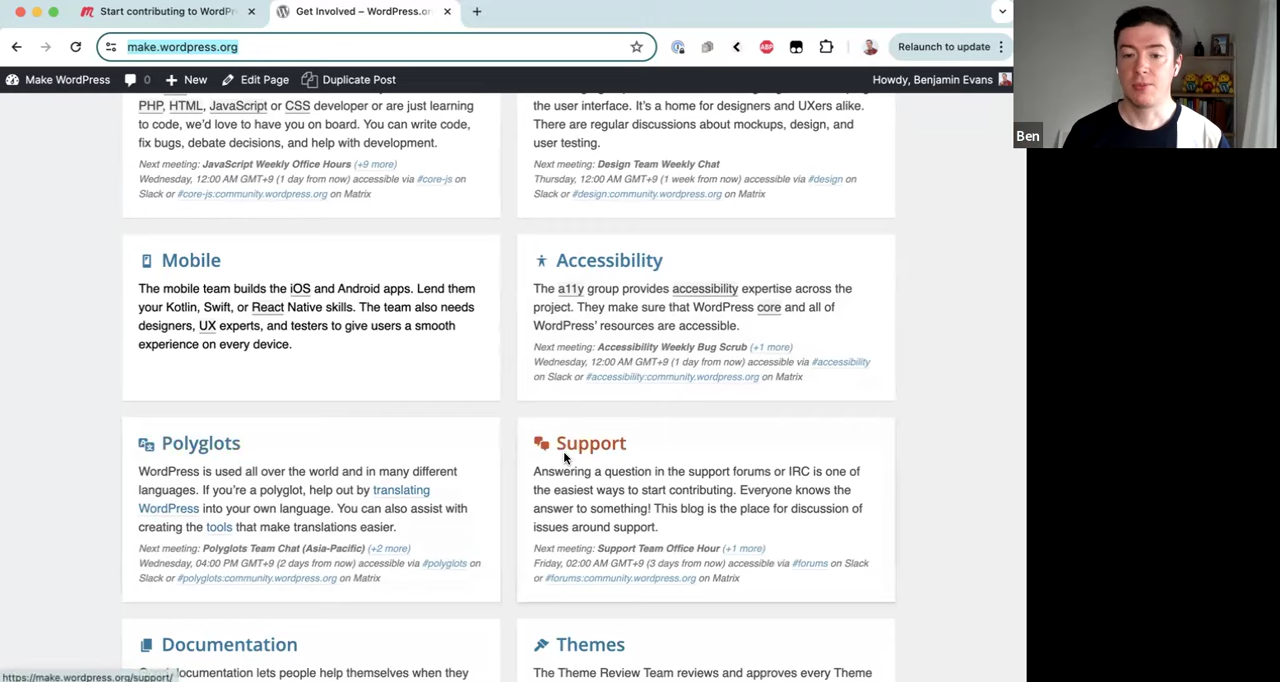 Start contributing to WordPr
Get Involved – WordPress.or
make.wordpress.org
ABP
Relaunch to update
Make WordPress
0
New
Edit Page
Duplicate Post
Howdy, Benjamin Evans
PHP, HTML, JavaScript or CSS developer or are just learning
to code, we'd love to have you on board. You can write code,
fix bugs, debate decisions, and help with development.
Next meeting: JavaScript Weekly Office Hours (+9 more)
Wednesday, 12:00 AM GMT+9 (1 day from now) accessible via #core-js on
Slack or #core-js:community.wordpress.org on Matrix
the user interface. It's a home for designers and UXers alike.
There are regular discussions about mockups, design, and
user testing.
Next meeting: Design Team Weekly Chat
Thursday, 12:00 AM GMT+9 (1 week from now) accessible via #design on
Slack or #design:community.wordpress.org on Matrix
Mobile
The mobile team builds the iOS and Android apps. Lend them
your Kotlin, Swift, or React Native skills. The team also needs
designers, UX experts, and testers to give users a smooth
experience on every device.
Accessibility
The a11y group provides accessibility expertise across the
project. They make sure that WordPress core and all of
WordPress' resources are accessible.
Next meeting: Accessibility Weekly Bug Scrub (+1 more)
Wednesday, 12:00 AM GMT+9 (1 day from now) accessible via #accessibility
on Slack or #accessibility:community.wordpress.org on Matrix
Polyglots
WordPress is used all over the world and in many different
languages. If you're a polyglot, help out by translating
WordPress into your own language. You can also assist with
creating the tools that make translations easier.
Next meeting: Polyglots Team Chat (Asia-Pacific) (+2 more)
Wednesday, 04:00 PM GMT+9 (2 days from now) accessible via #polyglots on
Slack or #polyglots:community.wordpress.org on Matrix
Support
Answering a question in the support forums or IRC is one of
the easiest ways to start contributing. Everyone knows the
answer to something! This blog is the place for discussion of
issues around support.
Next meeting: Support Team Office Hour (+1 more)
Friday, 02:00 AM GMT+9 (3 days from now) accessible via #forums on Slack
or #forums:community.wordpress.org on Matrix
Documentation
documentation lets people help themselves when they
Themes
The Theme Review Team reviews and approves every Theme
https://make.wordpress.org/support/
Ben